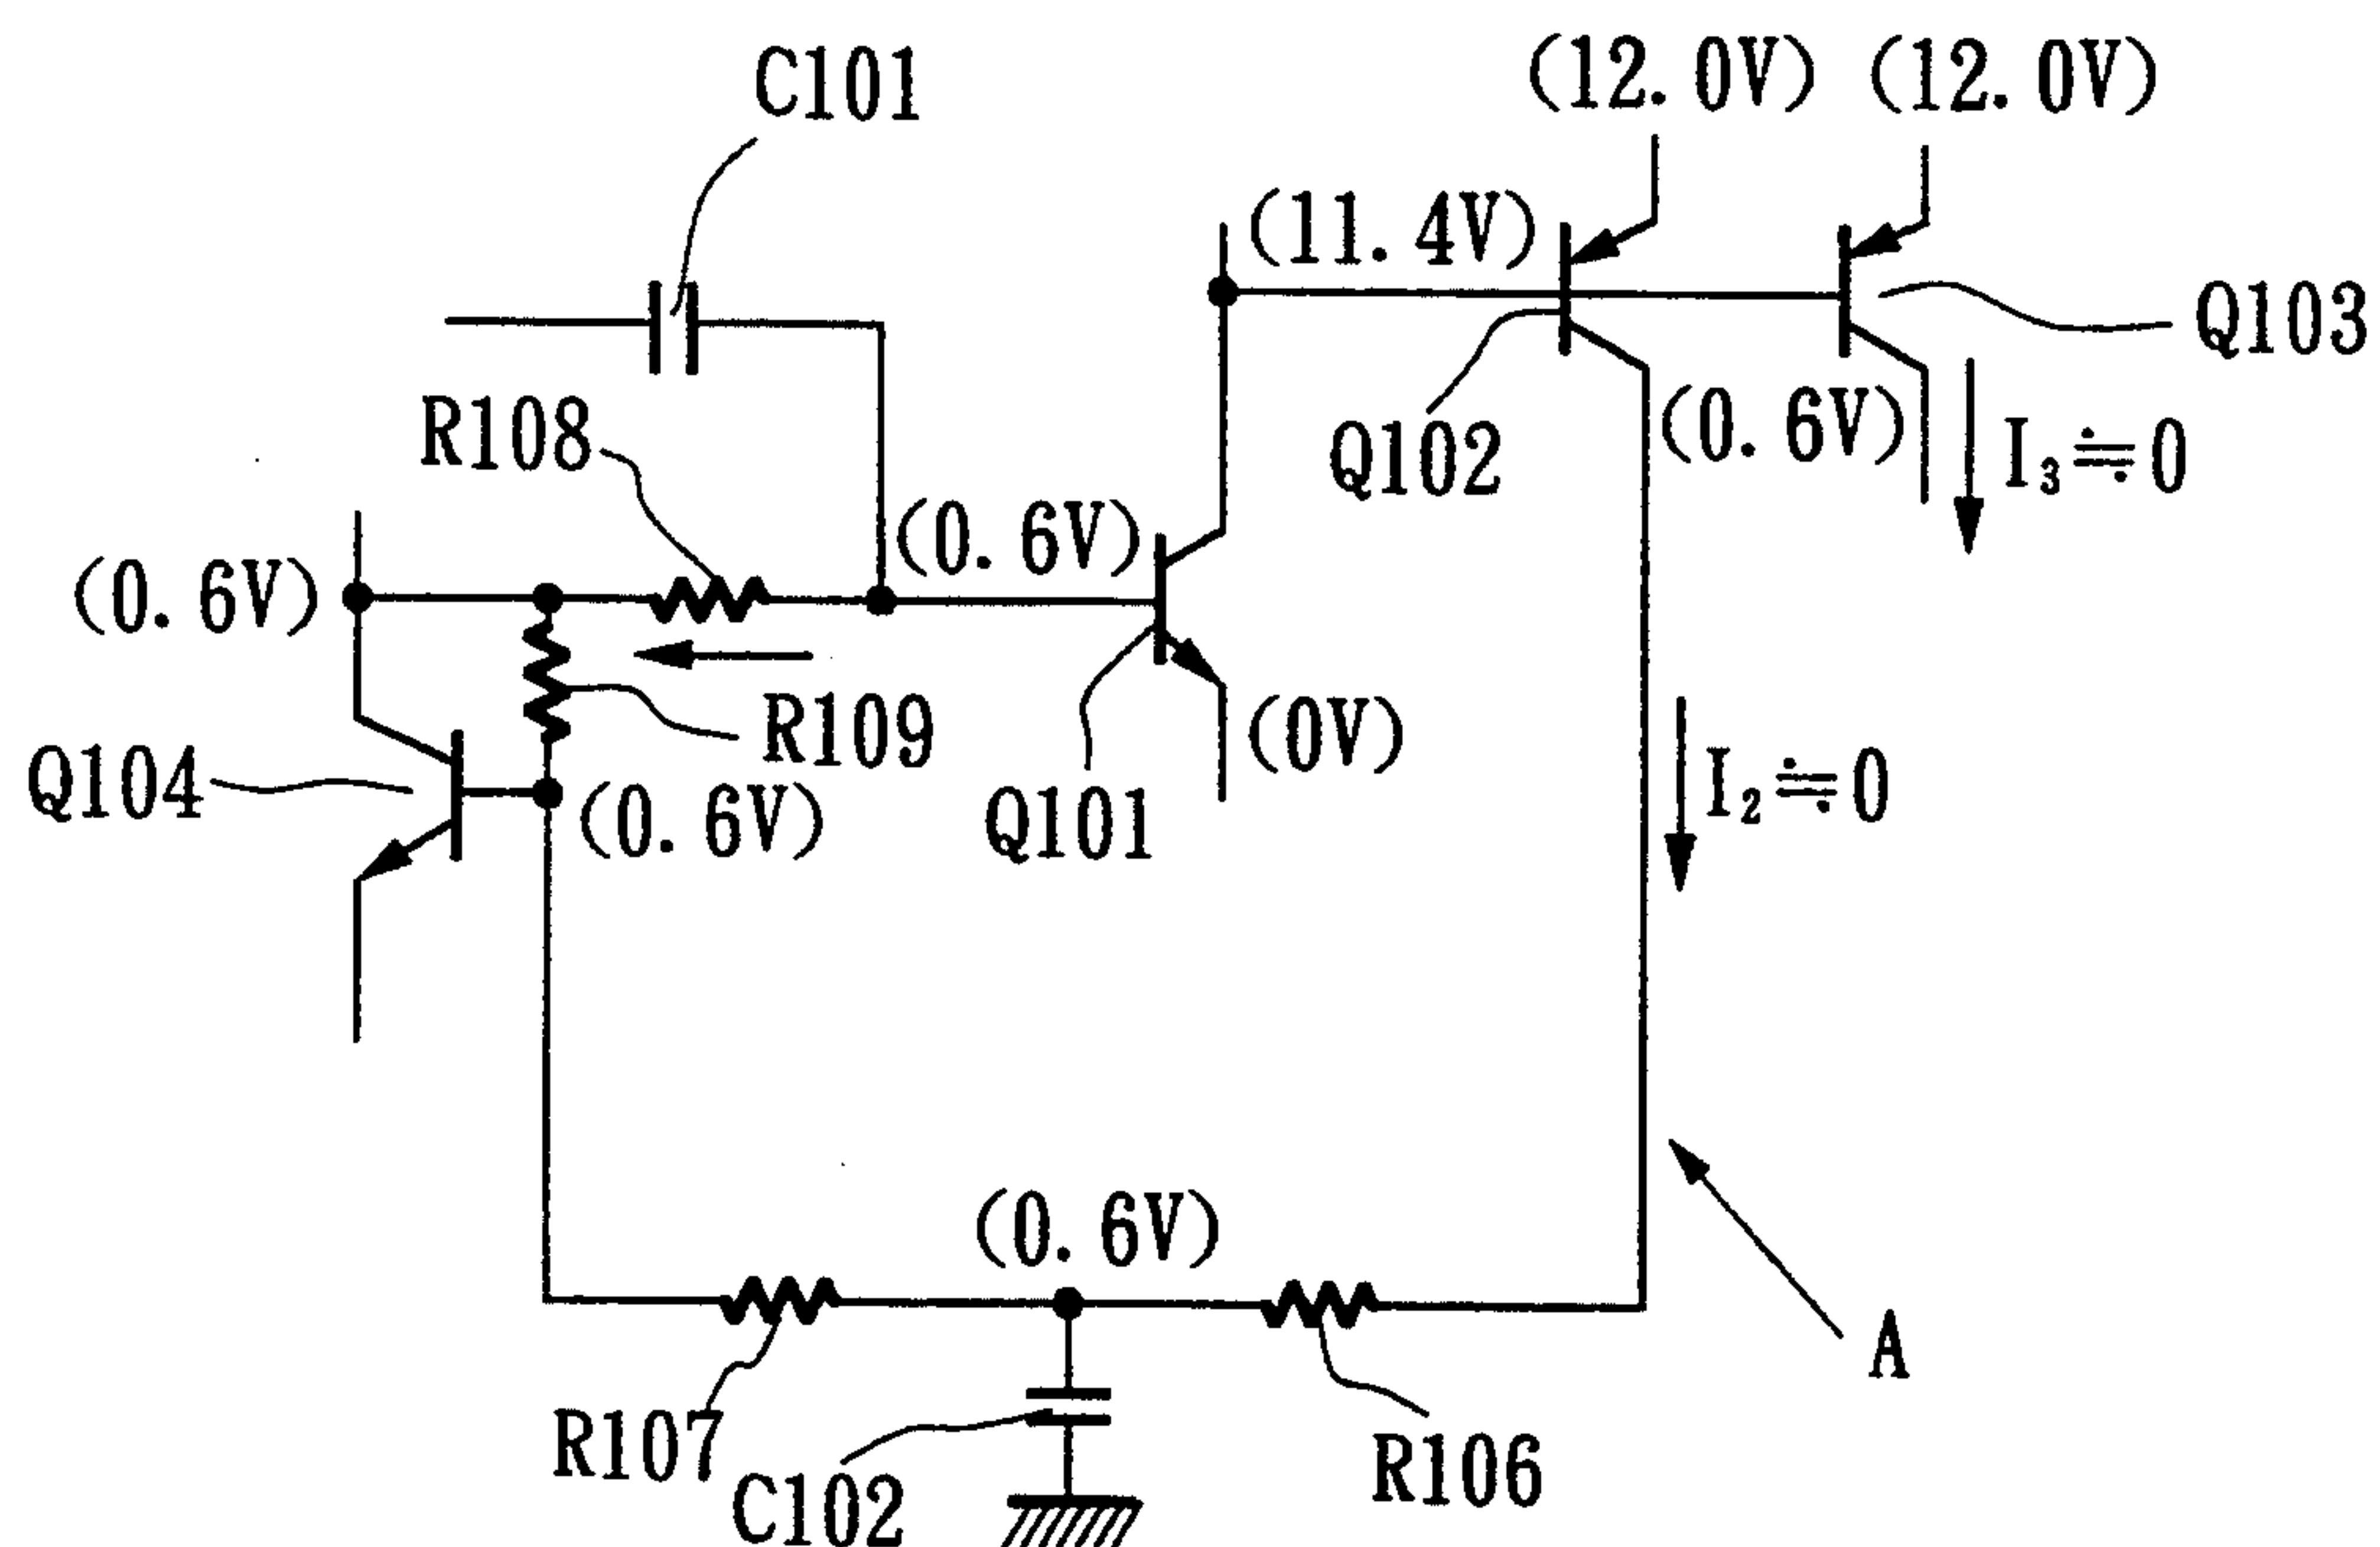 C101
(12.0V) (12.0V)
(11.4V)
Q103
R108
Q102
(0.6V)
I₃≒0
(0.6V)
(0.6V)
R109
(0V)
Q104
(0.6V)
Q101
I₂≒0
(0.6V)
A
R107
C102
R106